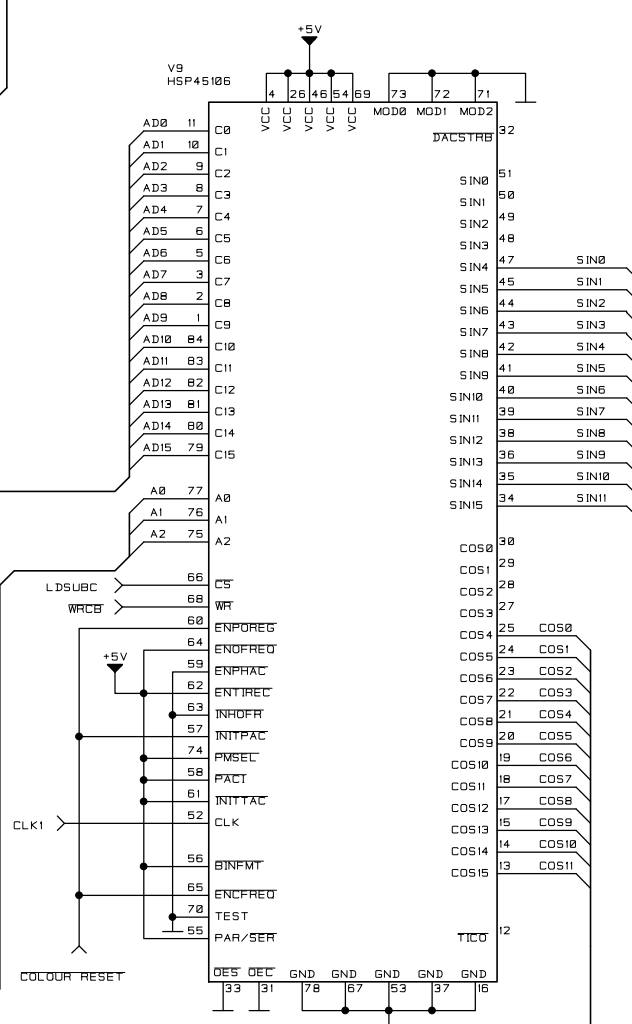 +5V
V9
HSP45106
4 26 46 54 69 73 72 71
VCC VCC VCC VCC VCC MOD0 MOD1 MOD2
AD0 11 C0 DACSTRB 32
AD1 10 C1
AD2 9 C2 SIN0 51
AD3 8 C3 SIN1 50
AD4 7 C4 SIN2 49
AD5 6 C5 SIN3 48
AD6 5 C6 SIN4 47 SIN0
AD7 3 C7 SIN5 45 SIN1
AD8 2 C8 SIN6 44 SIN2
AD9 1 C9 SIN7 43 SIN3
AD10 84 C10 SIN8 42 SIN4
AD11 83 C11 SIN9 41 SIN5
AD12 82 C12 SIN10 40 SIN6
AD13 81 C13 SIN11 39 SIN7
AD14 80 C14 SIN12 38 SIN8
AD15 79 C15 SIN13 36 SIN9
SIN14 35 SIN10
A0 77 A0 SIN15 34 SIN11
A1 76 A1
A2 75 A2 COS0 30
COS1 29
LDSUBC 66 CS COS2 28
WRCB 68 WR COS3 27
60 ENPOREG COS4 25 COS0
64 ENOFREQ COS5 24 COS1
+5V 59 ENPHAC COS6 23 COS2
62 ENTIREC COS7 22 COS3
63 INHOFR COS8 21 COS4
57 INITPAC COS9 20 COS5
74 PMSEL COS10 19 COS6
58 PACI COS11 18 COS7
61 INITTAC COS12 17 COS8
CLK1 52 CLK COS13 15 COS9
COS14 14 COS10
56 BINFMT COS15 13 COS11
65 ENCFREQ
70 TEST
55 PAR/SER TICO 12
COLOUR RESET
OES OEC GND GND GND GND GND
33 31 78 67 53 37 16